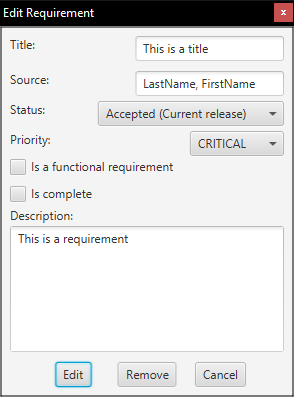 Edit Requirement x
Title: This is a title
Source: LastName, FirstName
Status: Accepted (Current release)
Priority: CRITICAL
Is a functional requirement
Is complete
Description:
This is a requirement
Edit Remove Cancel